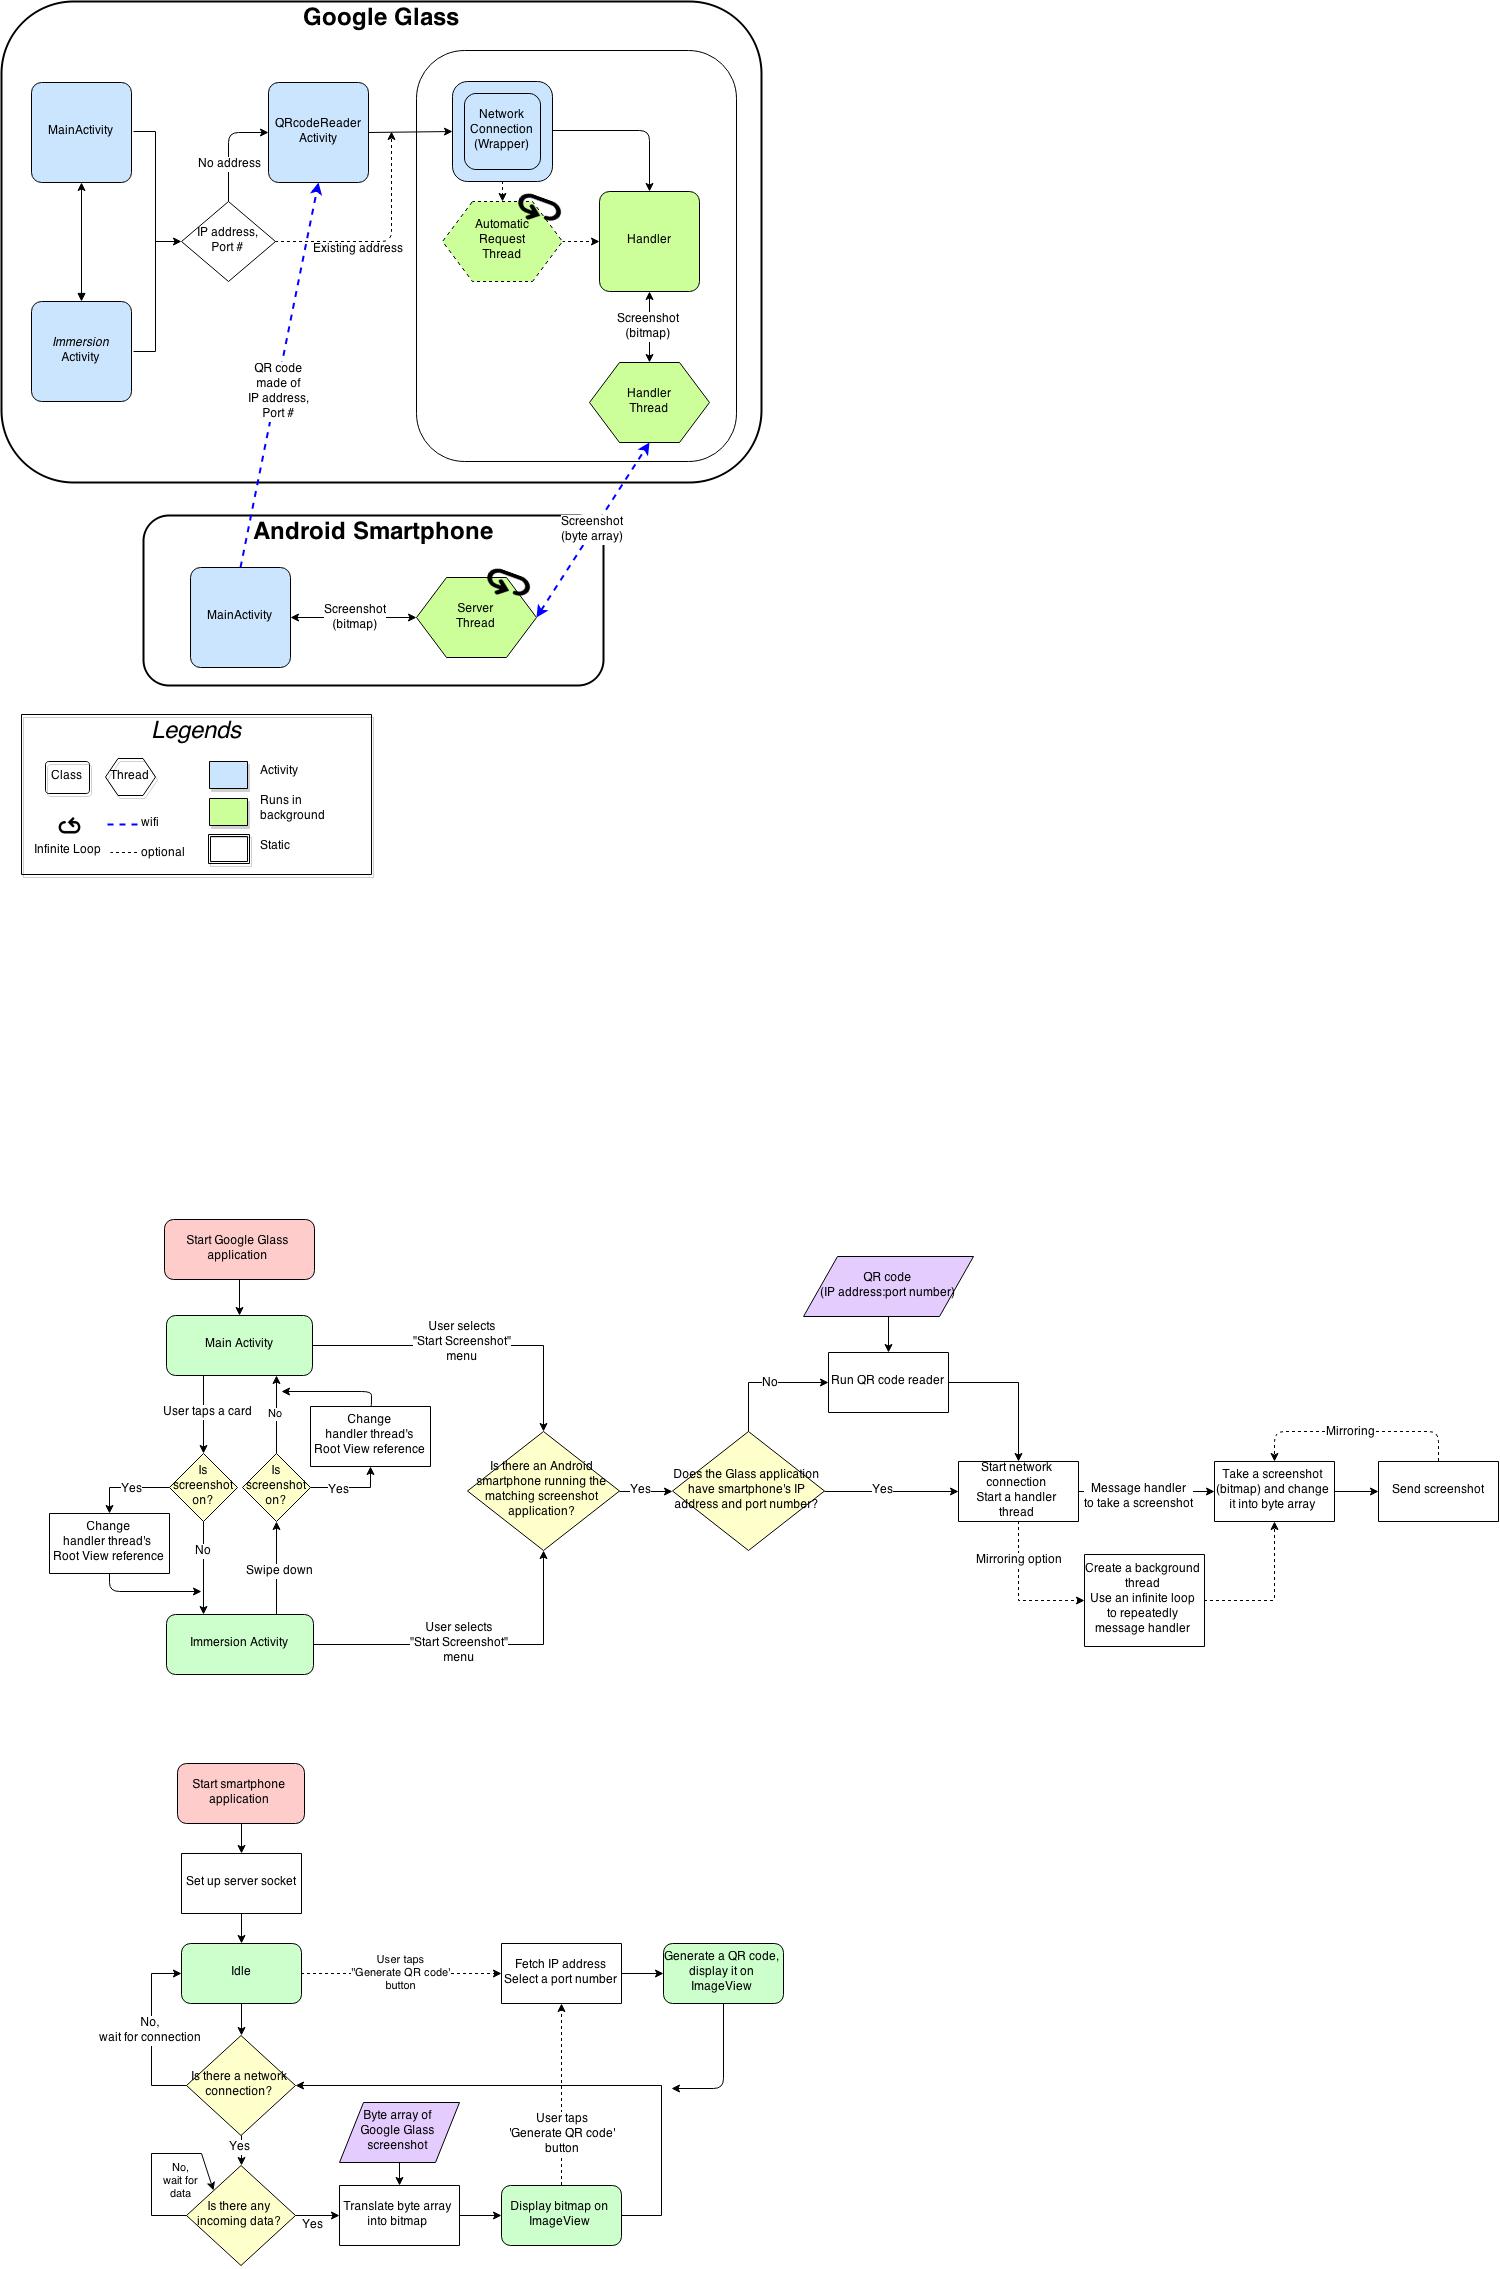 Google Glass
MainActivity
QRcodeReader
Activity
Network
Connection
(Wrapper)
No address
IP address,
Port #
Existing address
Automatic
Request
Thread
Handler
Immersion
Activity
Screenshot
(bitmap)
QR code
made of
IP address,
Port #
Handler
Thread
Android Smartphone
Screenshot
(byte array)
MainActivity
Screenshot
(bitmap)
Server
Thread
Legends
Class
Thread
Activity
Runs in
background
wifi
Infinite Loop
optional
Static
Start Google Glass
application
Main Activity
User selects
"Start Screenshot"
menu
QR code
(IP address:port number)
Run QR code reader
No
User taps a card
No
Change
handler thread's
Root View reference
Is
screenshot
on?
Is
screenshot
on?
Yes
Yes
Change
handler thread's
Root View reference
No
Swipe down
Immersion Activity
User selects
"Start Screenshot"
menu
Is there an Android
smartphone running the
matching screenshot
application?
Yes
Does the Glass application
have smartphone's IP
address and port number?
Yes
Start network
connection
Start a handler
thread
Message handler
to take a screenshot
Mirroring
Take a screenshot
(bitmap) and change
it into byte array
Send screenshot
Mirroring option
Create a background
thread
Use an infinite loop
to repeatedly
message handler
Start smartphone
application
Set up server socket
Idle
User taps
"Generate QR code'
button
Fetch IP address
Select a port number
Generate a QR code,
display it on
ImageView
No,
wait for connection
Is there a network
connection?
Yes
Byte array of
Google Glass
screenshot
User taps
'Generate QR code'
button
No,
wait for
data
Is there any
incoming data?
Yes
Translate byte array
into bitmap
Display bitmap on
ImageView